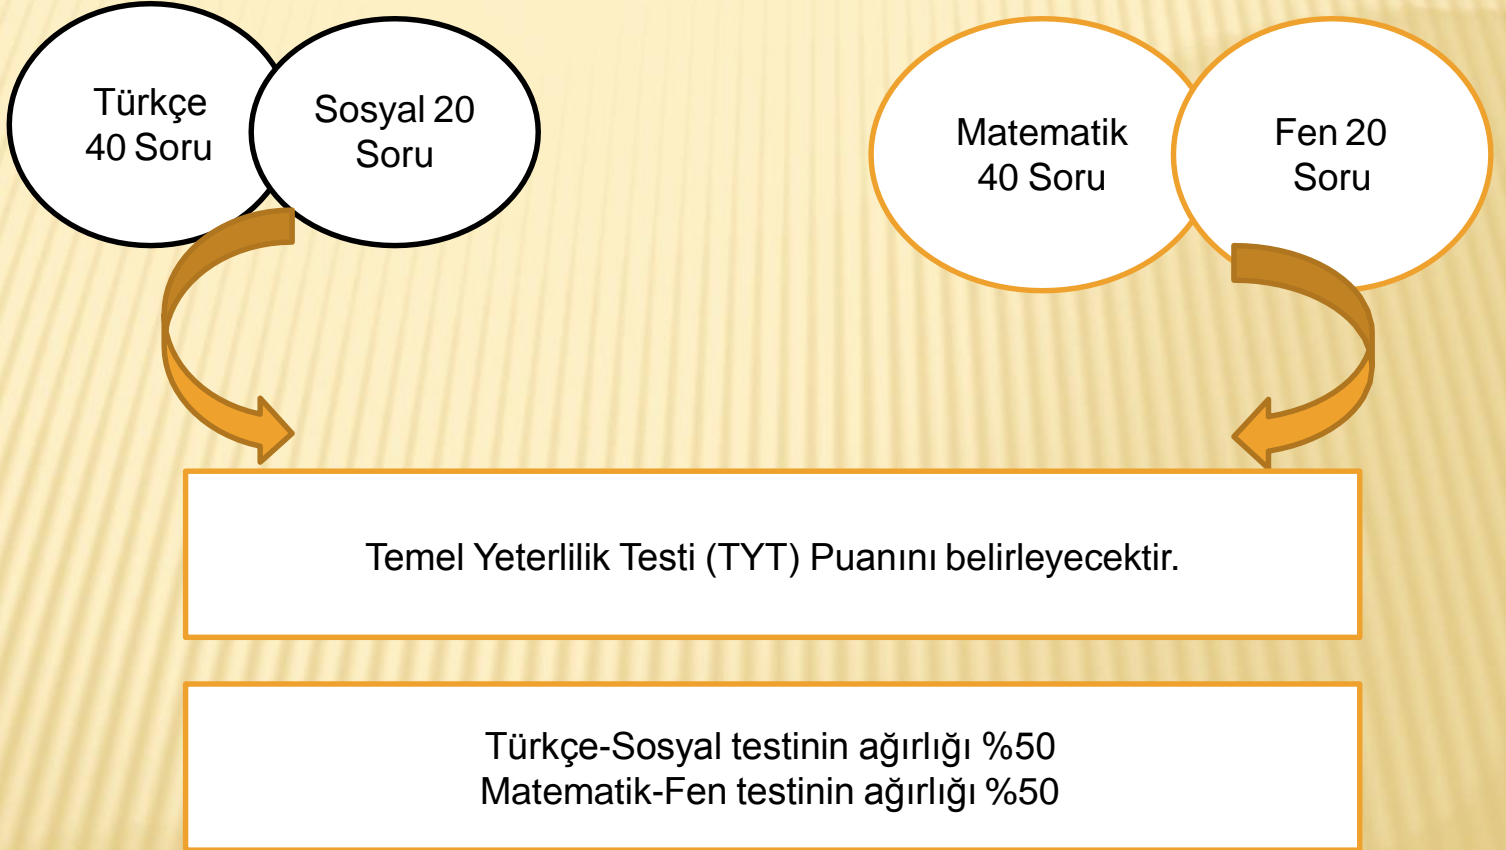 Türkçe
40 Soru
Sosyal 20
Soru
Matematik
40 Soru
Fen 20
Soru
Temel Yeterlilik Testi (TYT) Puanını belirleyecektir.
Türkçe-Sosyal testinin ağırlığı %50
Matematik-Fen testinin ağırlığı %50